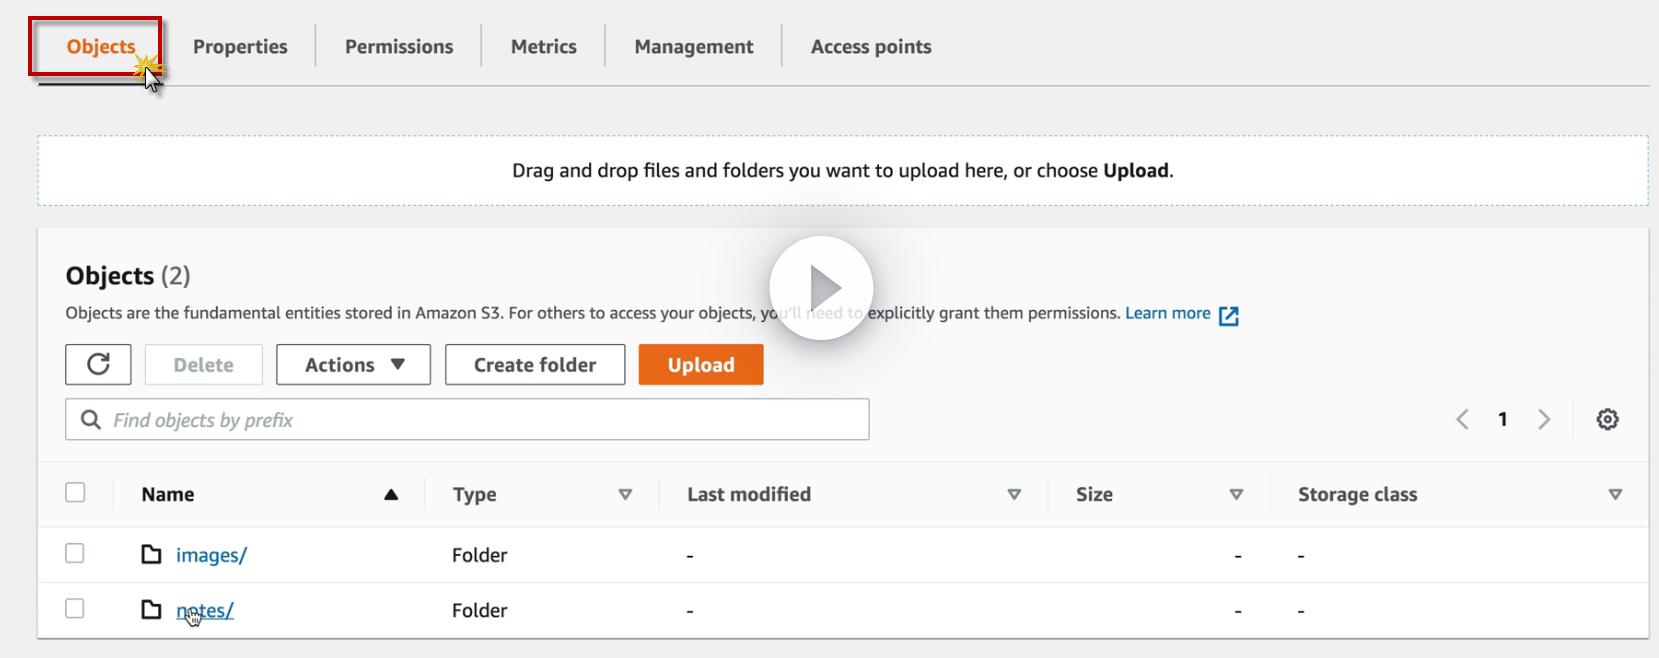 Objects Properties Permissions Metrics Management Access points
Drag and drop files and folders you want to upload here, or choose Upload.
Objects (2)
Objects are the fundamental entities stored in Amazon S3. For others to access your objects, you'll need to explicitly grant them permissions. Learn more
Delete Actions Create folder Upload
Find objects by prefix
1
Name Type Last modified Size Storage class
images/ Folder - - -
notes/ Folder - - -